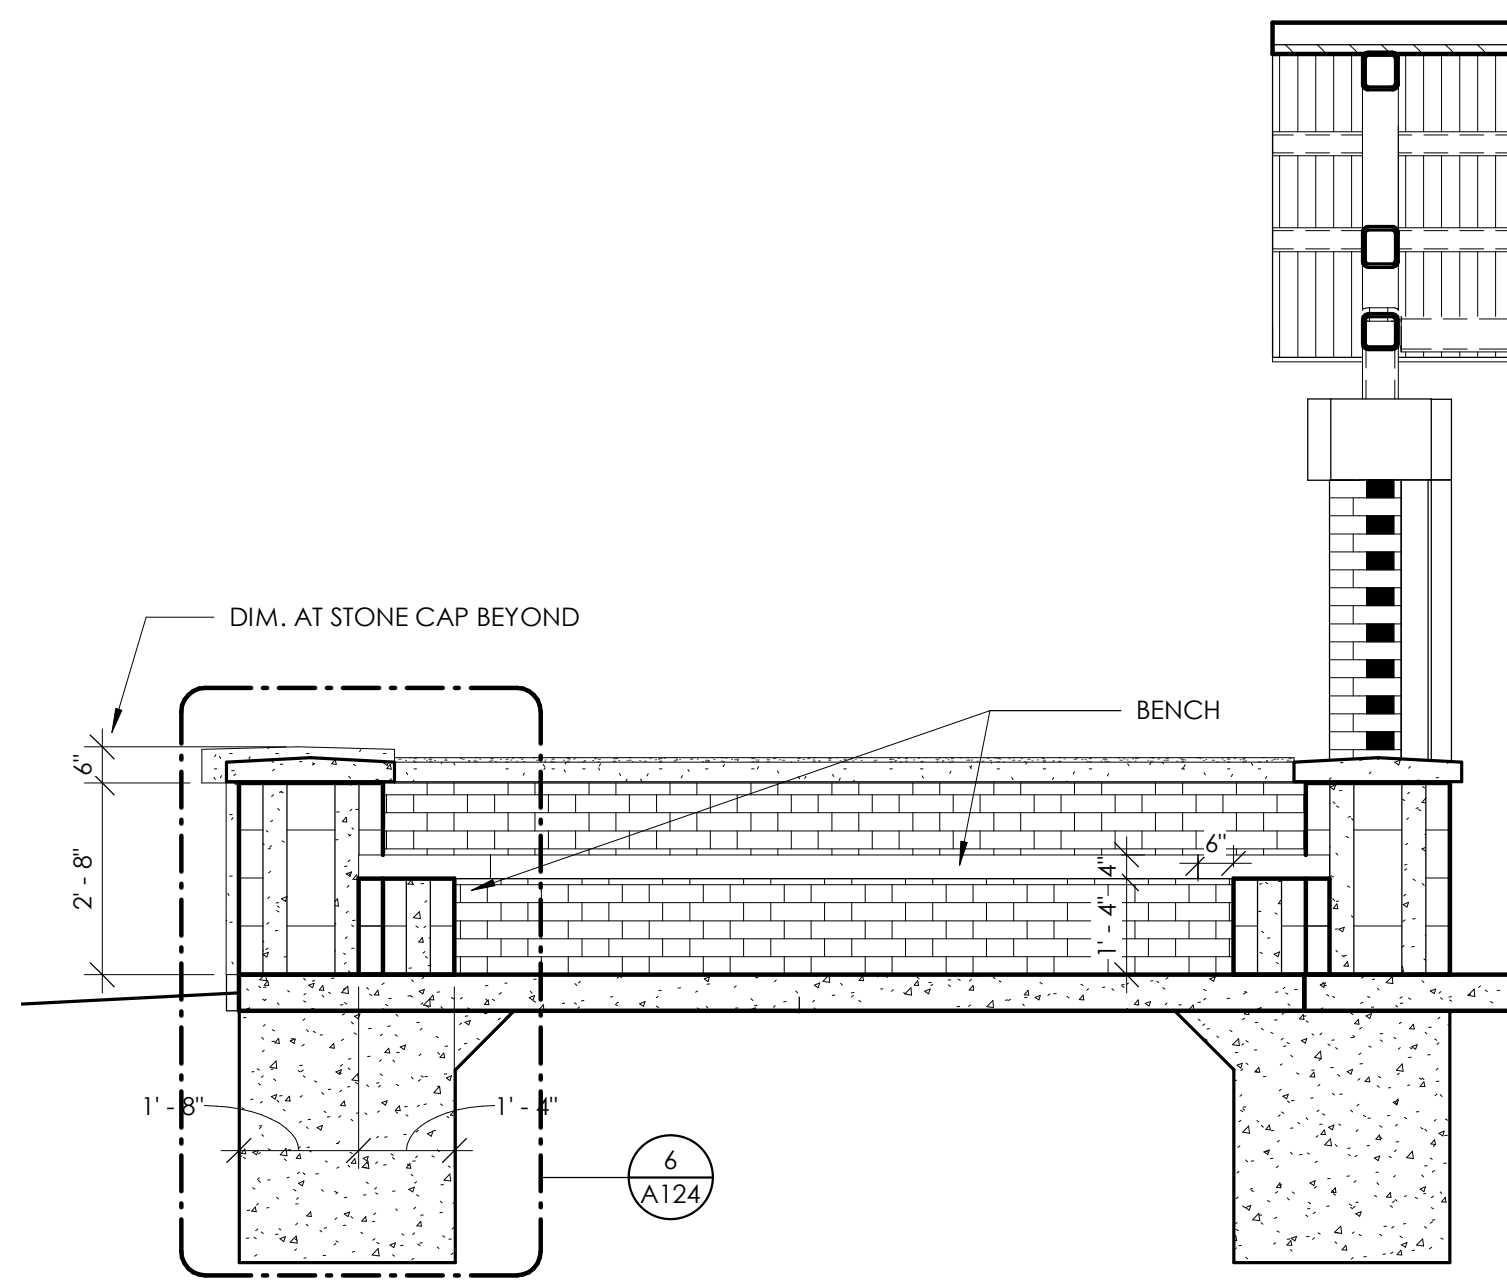 DIM. AT STONE CAP BEYOND
BENCH
6"
2' - 8"
6"
4"
1' - 4"
1' - 8"
1' - 4"
6
A124